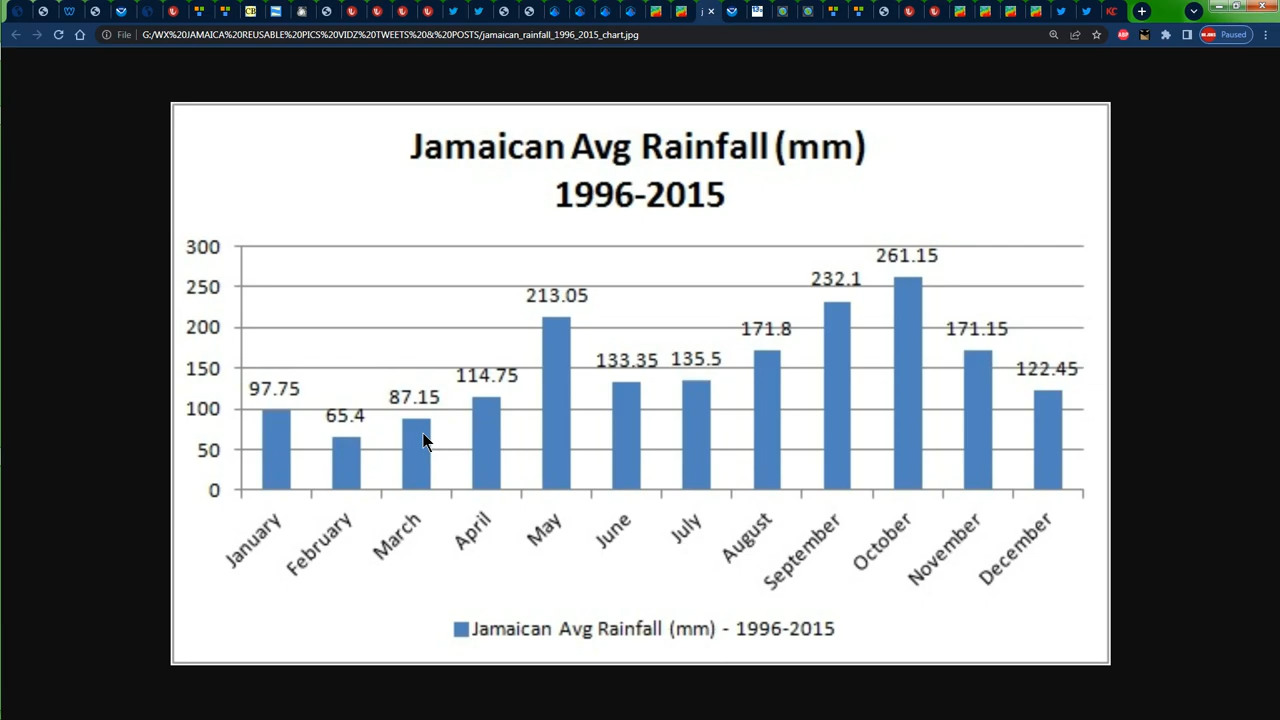 File G:/WX%20JAMAICA%20REUSABLE%20PICS%20VIDZ%20TWEETS%20&%20POSTS/jamaican_rainfall_1996_2015_chart.jpg
Paused
Jamaican Avg Rainfall (mm)
1996-2015
300
250
200
150
100
50
0
97.75
65.4
87.15
114.75
213.05
133.35
135.5
171.8
232.1
261.15
171.15
122.45
January
February
March
April
May
June
July
August
September
October
November
December
Jamaican Avg Rainfall (mm) - 1996-2015